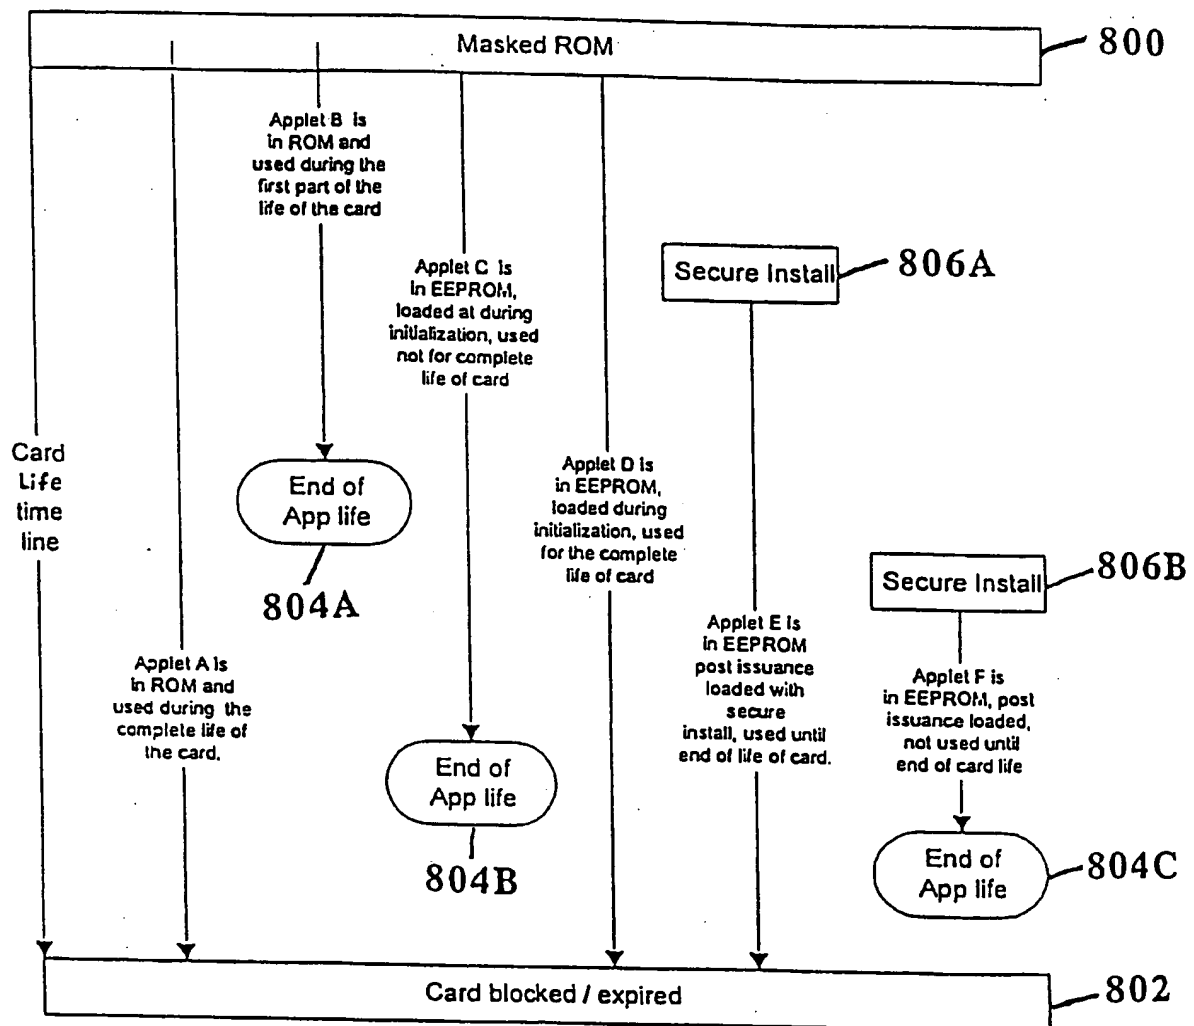 Masked ROM
800
Applet B is
in ROM and
used during the
first part of the
life of the card
Applet C is
in EEPROM,
loaded at during
initialization, used
not for complete
life of card
Secure Install
806A
Card
Life
time
line
End of
App life
804A
Applet D is
in EEPROM,
loaded during
initialization, used
for the complete
life of card
Secure Install
806B
Applet A is
in ROM and
used during the
complete life of
the card.
Applet E is
in EEPROM
post issuance
loaded with
secure
install, used until
end of life of card.
Applet F is
in EEPROM, post
issuance loaded,
not used until
end of card life
End of
App life
804B
End of
App life
804C
Card blocked / expired
802